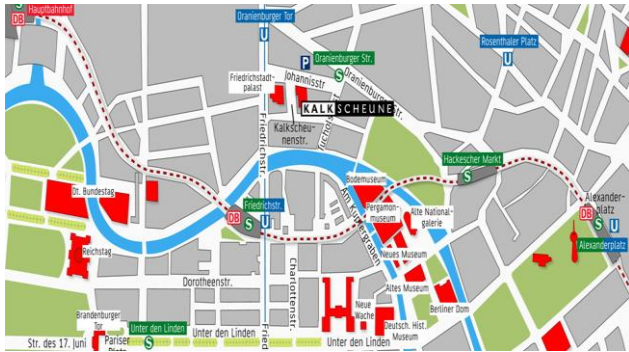 Hauptbahnhof
DB
S
Oranienburger Tor
U
P
Oranienburger Str.
S
Rosenthaler Platz
U
Friedrichstadt-
palast
Johannisstr
Oranienburger Str.
KALKSCHEUNE
Kalkscheu-
nenstr.
Tuchols
Friedrichstr.
Hackescher Markt
S
Dt. Bundestag
Bodemuseum
Pergamon-
museum
Alte National-
galerie
Alexander-
platz
DB
S
U
Alexanderplatz
Friedrichstr.
DB
S
U
Am Kupfergraben
Reichstag
Neues Museum
Dorotheenstr.
Charlottenstr.
Altes Museum
Berliner Dom
Neue
Wache
Brandenburger
Tor
Unter den Linden
Unter den Linden
Unter den Linden
Deutsch. Hist.
Museum
Str. des 17. Juni
Pariser
S
Fried